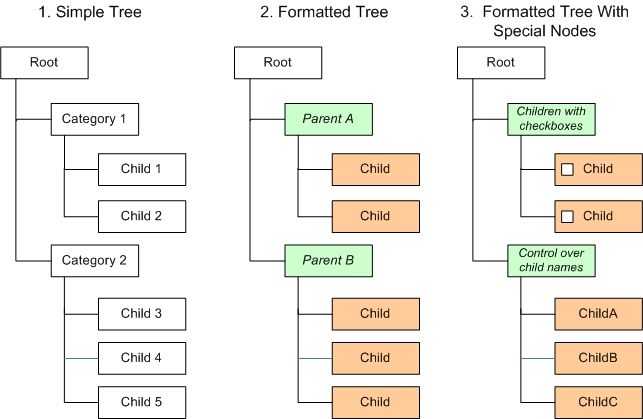 1. Simple Tree
Root
Category 1
Child 1
Child 2
Category 2
Child 3
Child 4
Child 5
2. Formatted Tree
Root
Parent A
Child
Child
Parent B
Child
Child
Child
3. Formatted Tree With
Special Nodes
Root
Children with
checkboxes
Child
Child
Control over
child names
ChildA
ChildB
ChildC